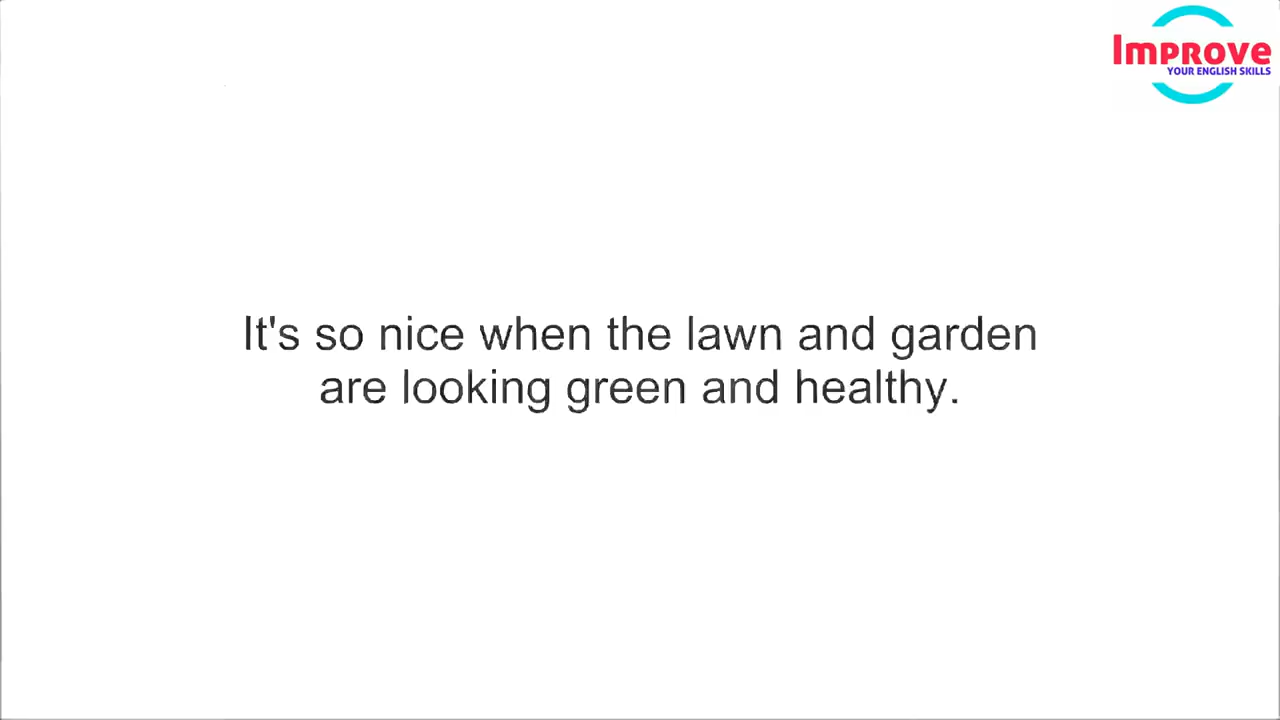 Improve
YOUR ENGLISH SKILLS
It's so nice when the lawn and garden
are looking green and healthy.